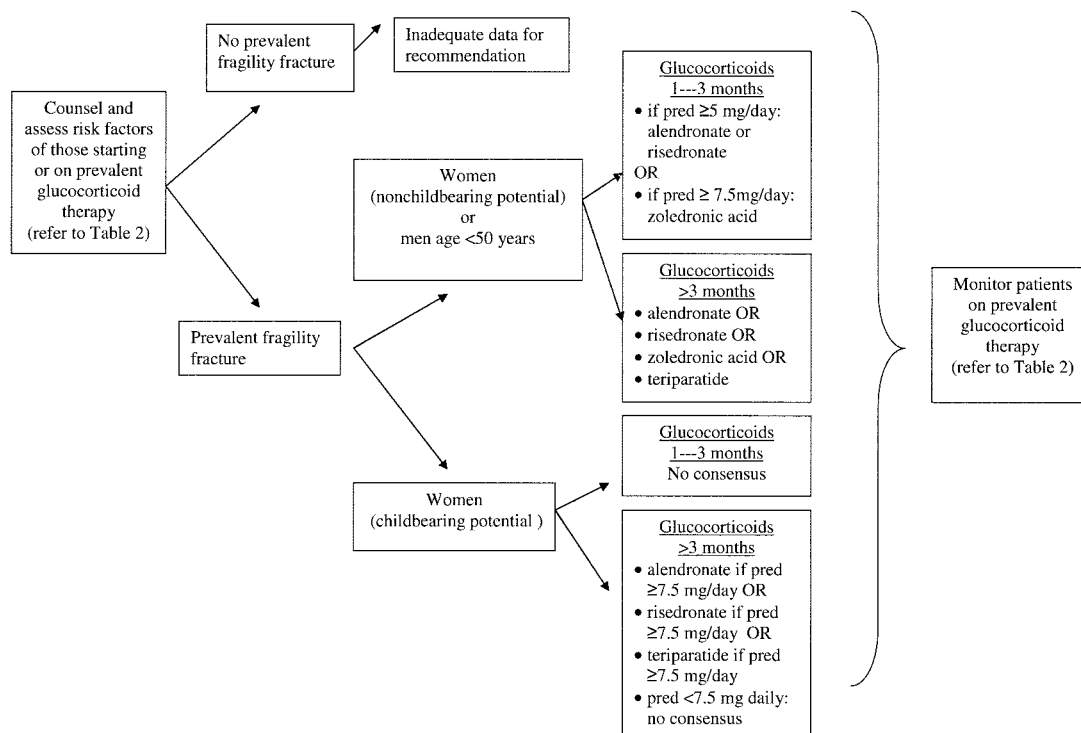 Counsel and
assess risk factors
of those starting
or on prevalent
glucocorticoid
therapy
(refer to Table 2)
No prevalent
fragility fracture
Inadequate data for
recommendation
Prevalent fragility
fracture
Women
(nonchildbearing potential)
or
men age <50 years
Glucocorticoids
1---3 months
• if pred ≥5 mg/day:
alendronate or
risedronate
OR
• if pred ≥ 7.5mg/day:
zoledronic acid
Glucocorticoids
>3 months
• alendronate OR
• risedronate OR
• zoledronic acid OR
• teriparatide
Women
(childbearing potential )
Glucocorticoids
1---3 months
No consensus
Glucocorticoids
>3 months
• alendronate if pred
≥7.5 mg/day OR
• risedronate if pred
≥7.5 mg/day OR
• teriparatide if pred
≥7.5 mg/day
• pred <7.5 mg daily:
no consensus
Monitor patients
on prevalent
glucocorticoid
therapy
(refer to Table 2)